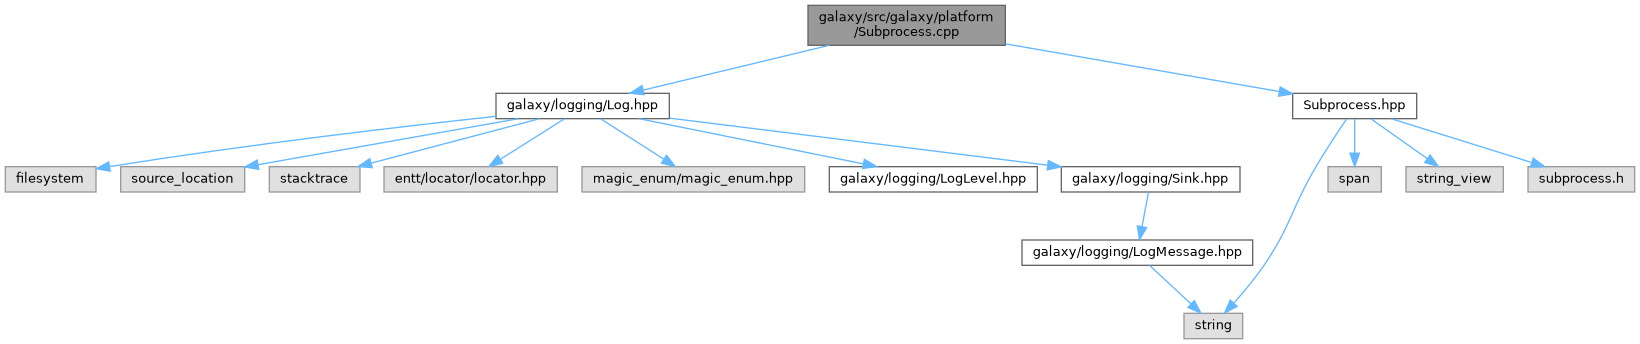 galaxy/src/galaxy/platform
/Subprocess.cpp
galaxy/logging/Log.hpp
Subprocess.hpp
filesystem
source_location
stacktrace
entt/locator/locator.hpp
magic_enum/magic_enum.hpp
galaxy/logging/LogLevel.hpp
galaxy/logging/Sink.hpp
span
string_view
subprocess.h
galaxy/logging/LogMessage.hpp
string